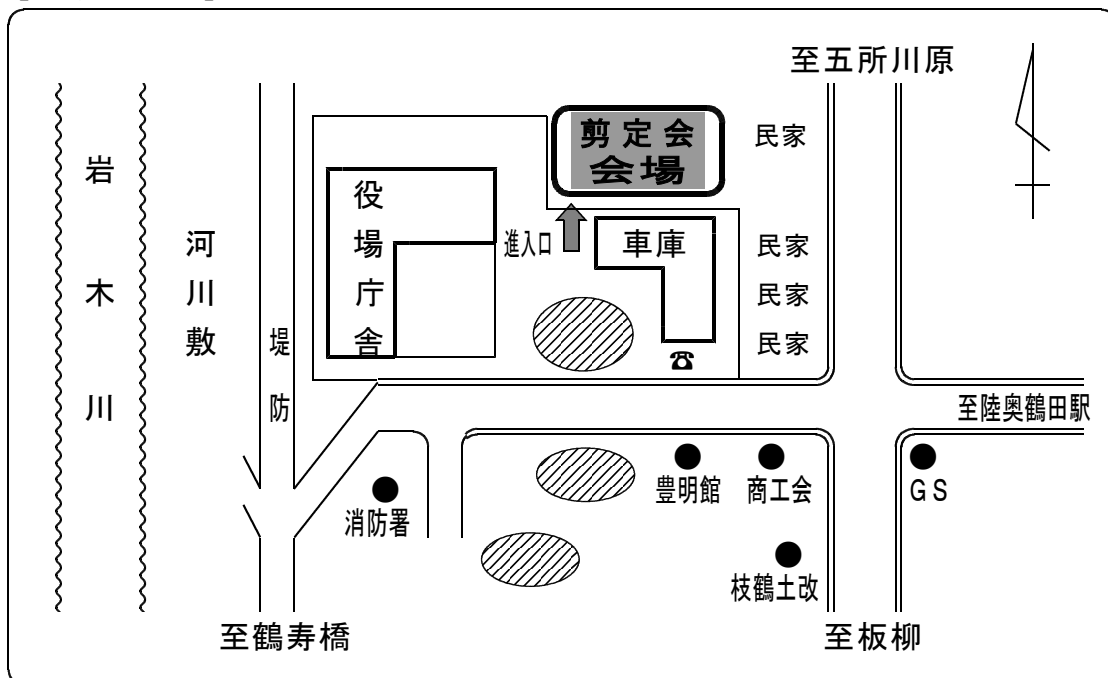 至五所川原
剪定会
会場
民家
岩木川
河川敷
堤防
役場庁舎
進入口
車庫
民家
民家
民家
至陸奥鶴田駅
消防署
豊明館
商工会
GS
枝鶴土改
至鶴寿橋
至板柳